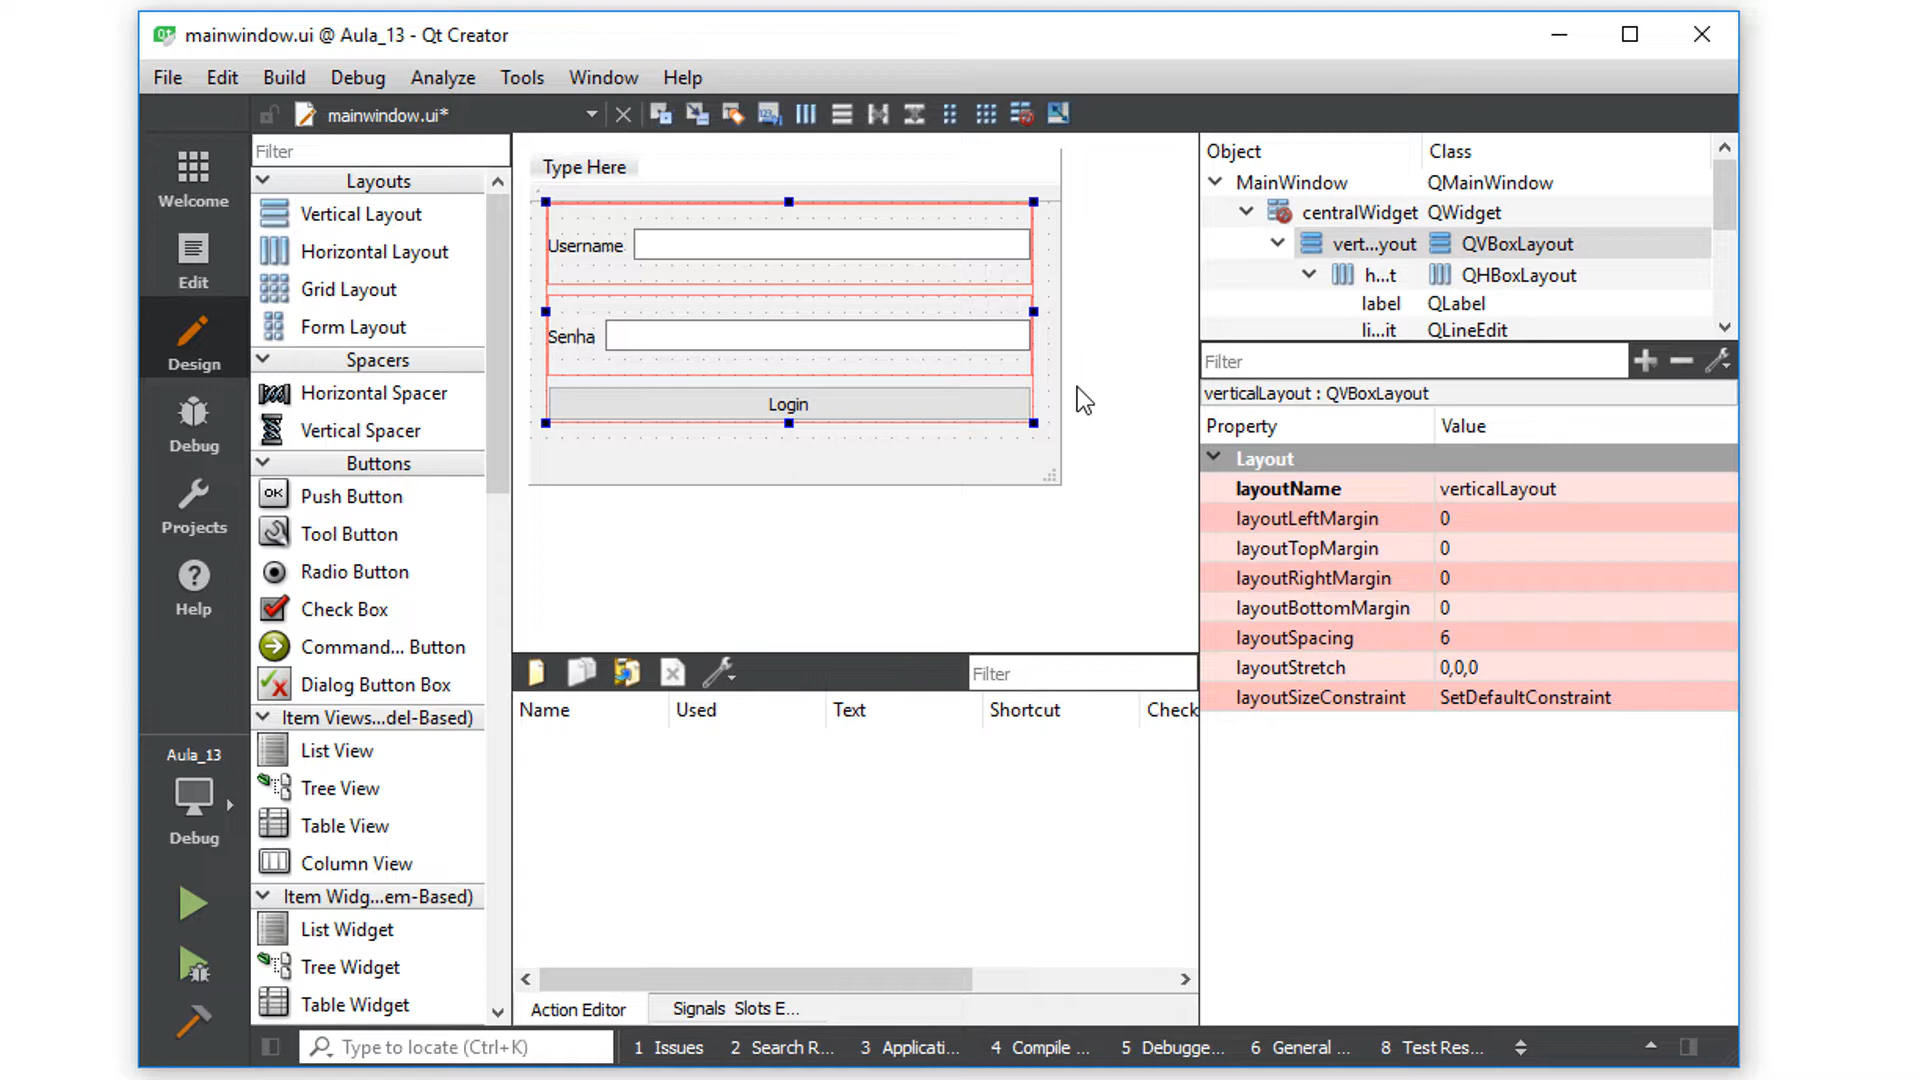 mainwindow.ui @ Aula_13 - Qt Creator
File Edit Build Debug Analyze Tools Window Help
mainwindow.ui*
Welcome
Edit
Design
Debug
Projects
Help
Aula_13
Debug
Filter
Layouts
Vertical Layout
Horizontal Layout
Grid Layout
Form Layout
Spacers
Horizontal Spacer
Vertical Spacer
Buttons
OK Push Button
Tool Button
Radio Button
Check Box
Command... Button
Dialog Button Box
Item Views...del-Based)
List View
Tree View
Table View
Column View
Item Widg...em-Based)
List Widget
Tree Widget
Table Widget
Type Here
Username
Senha
Login
Filter
Name Used Text Shortcut Check
Action Editor Signals Slots E...
Object Class
MainWindow QMainWindow
centralWidget QWidget
vert...yout QVBoxLayout
h...t QHBoxLayout
label QLabel
li...it QLineEdit
Filter
verticalLayout : QVBoxLayout
Property Value
Layout
layoutName verticalLayout
layoutLeftMargin 0
layoutTopMargin 0
layoutRightMargin 0
layoutBottomMargin 0
layoutSpacing 6
layoutStretch 0,0,0
layoutSizeConstraint SetDefaultConstraint
Type to locate (Ctrl+K) 1 Issues 2 Search R... 3 Applicati... 4 Compile ... 5 Debugge... 6 General ... 8 Test Res...